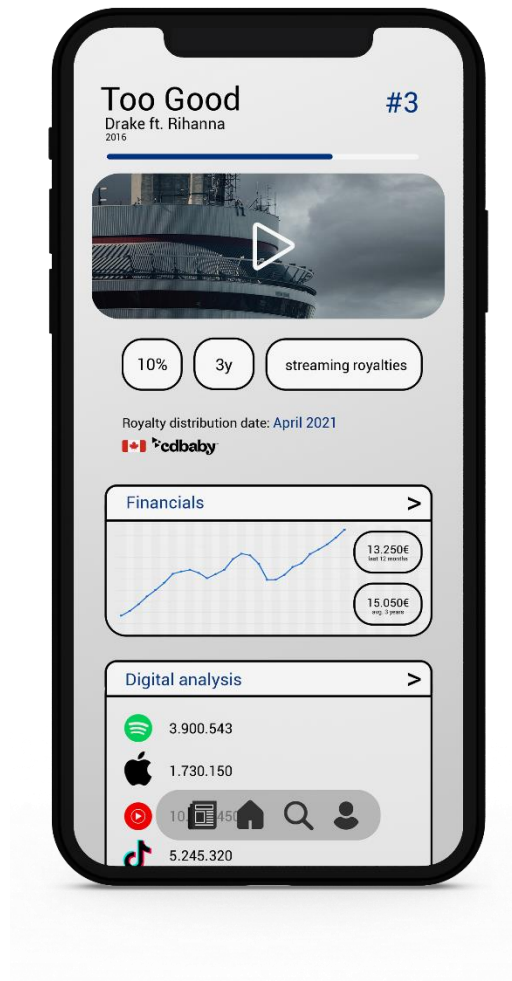 Too Good
#3
Drake ft. Rihanna
2016
10%
3y
streaming royalties
Royalty distribution date: April 2021
cdbaby
Financials >
13.250€
last 12 months
15.050€
avg. 3 years
Digital analysis >
3.900.543
1.730.150
5.245.320